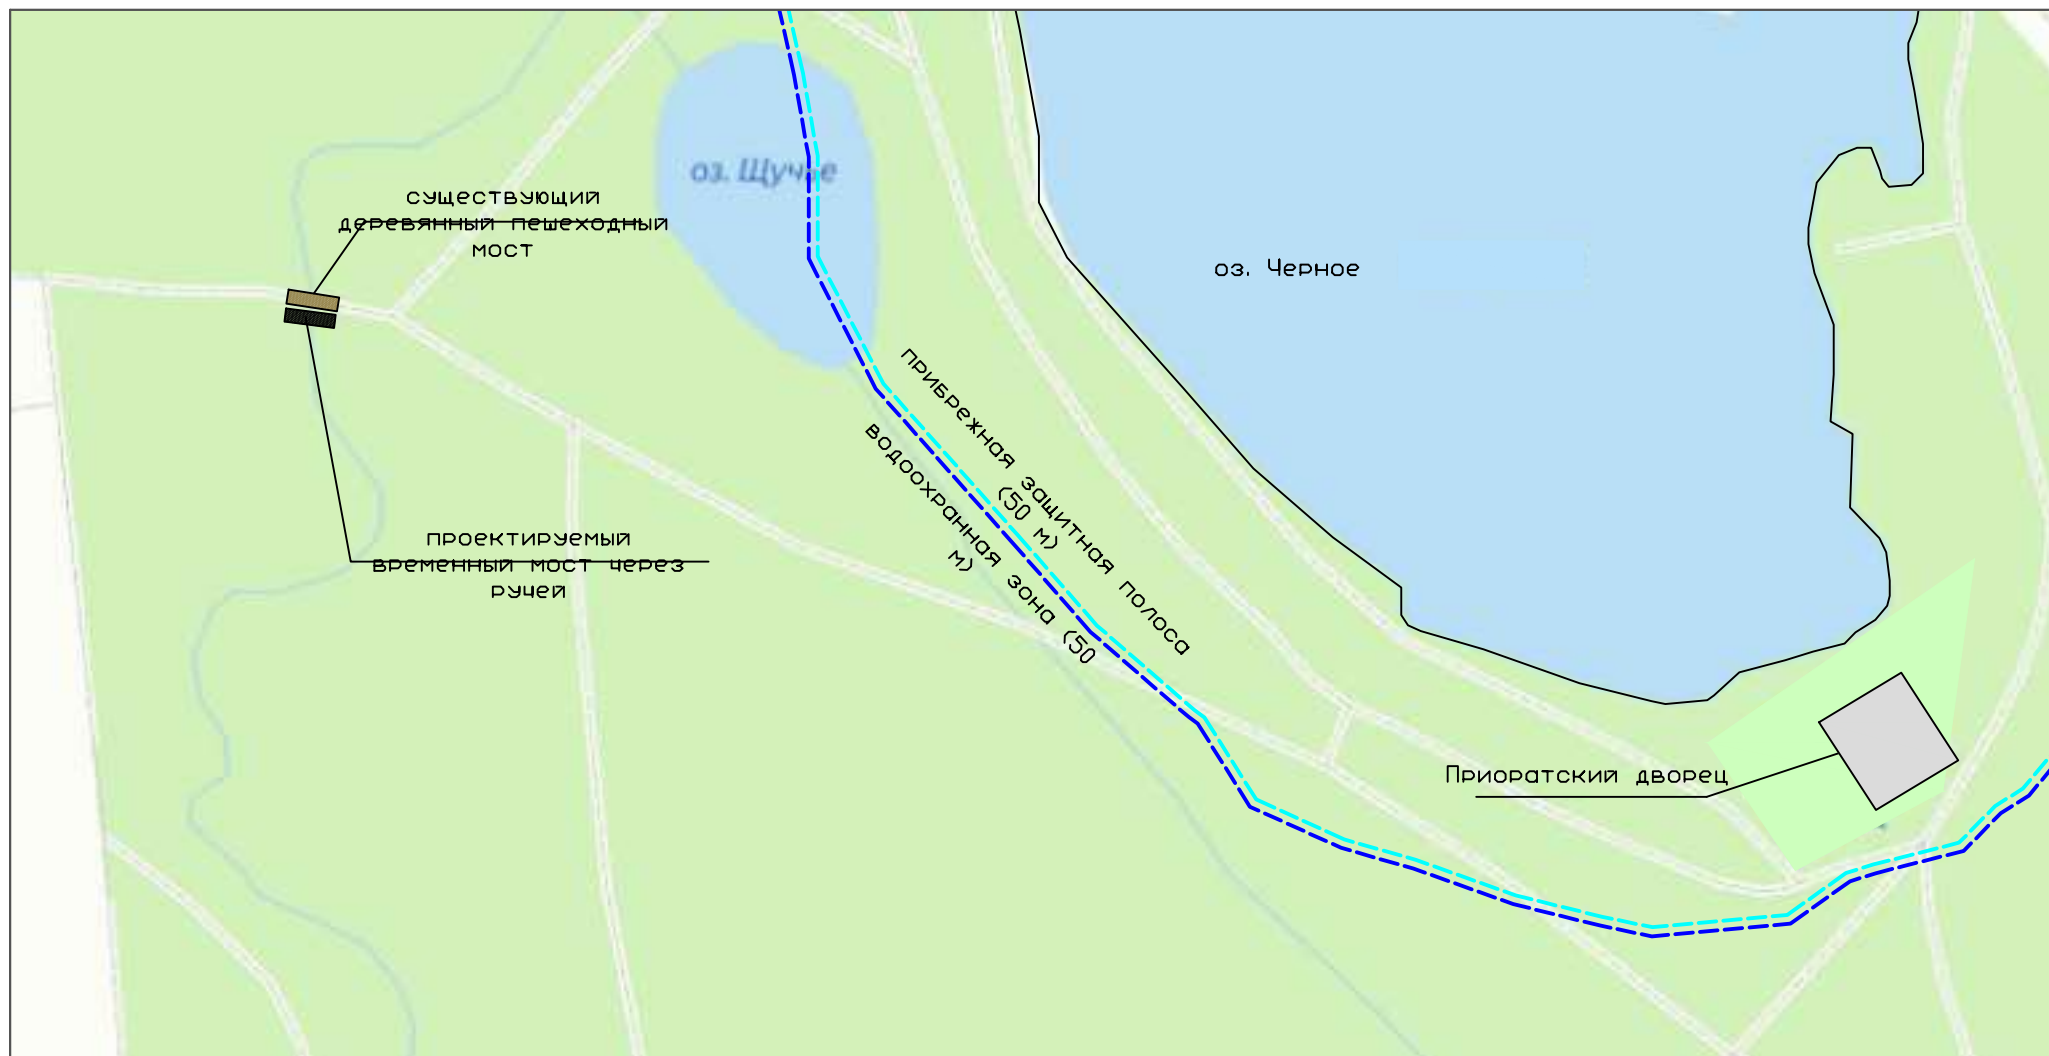 оз. Щучье
существующий
деревянный пешеходный
мост
оз. Черное
прибрежная защитная полоса
(50 м)
водоохранная зона (50
м)
проектируемый
временный мост через
ручей
Приоратский дворец